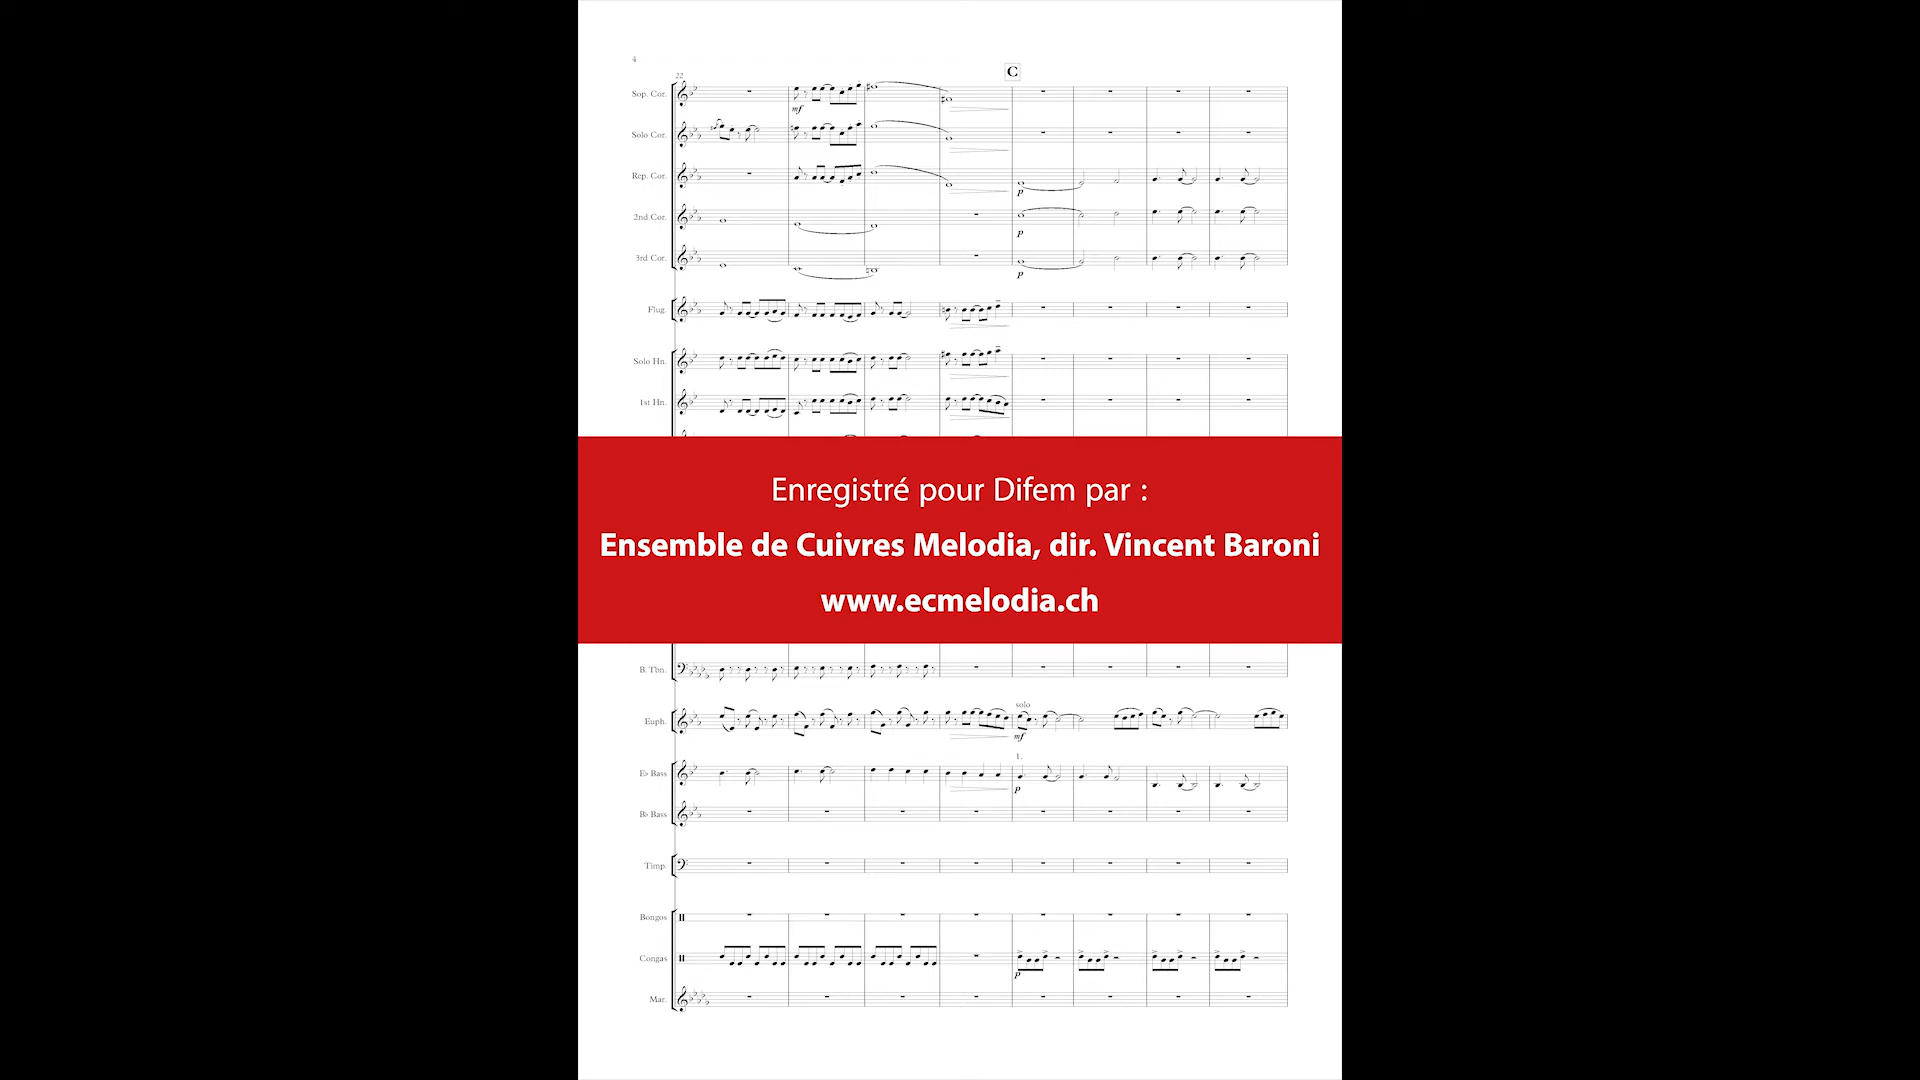 4
22
C
Sop. Cor.
mf
Solo Cor.
Rep. Cor.
p
2nd Cor.
p
3rd Cor.
p
Flug.
Solo Hn.
1st Hn.
Enregistré pour Difem par :
Ensemble de Cuivres Melodia, dir. Vincent Baroni
www.ecmelodia.ch
B. Tbn.
solo
Euph.
mf
1.
E♭ Bass
p
B♭ Bass
Timp.
Bongos
Congas
p
Mar.